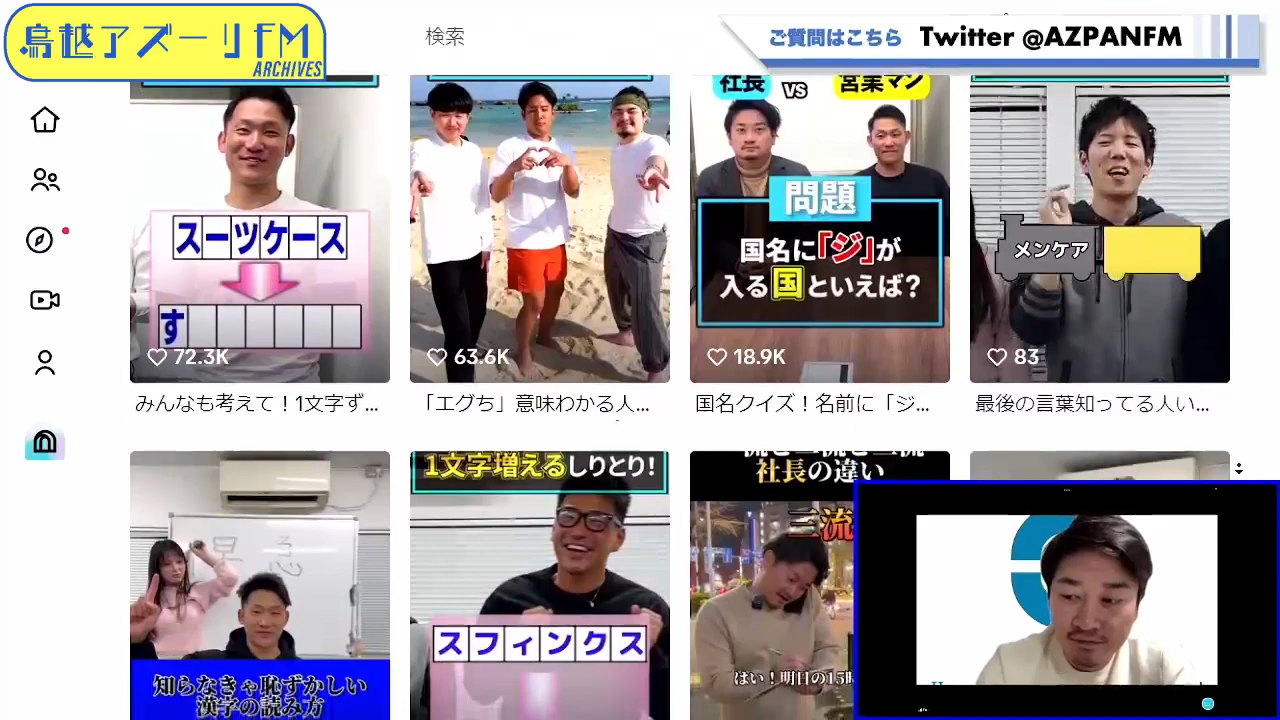 鳥越アズーリFM
ARCHIVES
検索
ご質問はこちら Twitter @AZPANFM
スーツケース
す
72.3K
みんなも考えて！1文字ず...
63.6K
「エグち」意味わかる人...
社長 VS 営業マン
問題
国名に「ジ」が
入る国といえば？
18.9K
国名クイズ！名前に「ジ...
メンケア
83
最後の言葉知ってる人い...
早急
知らなきゃ恥ずかしい
漢字の読み方
1文字増えるしりとり！
スフィンクス
社長の違い
三流
はい！明日の15時